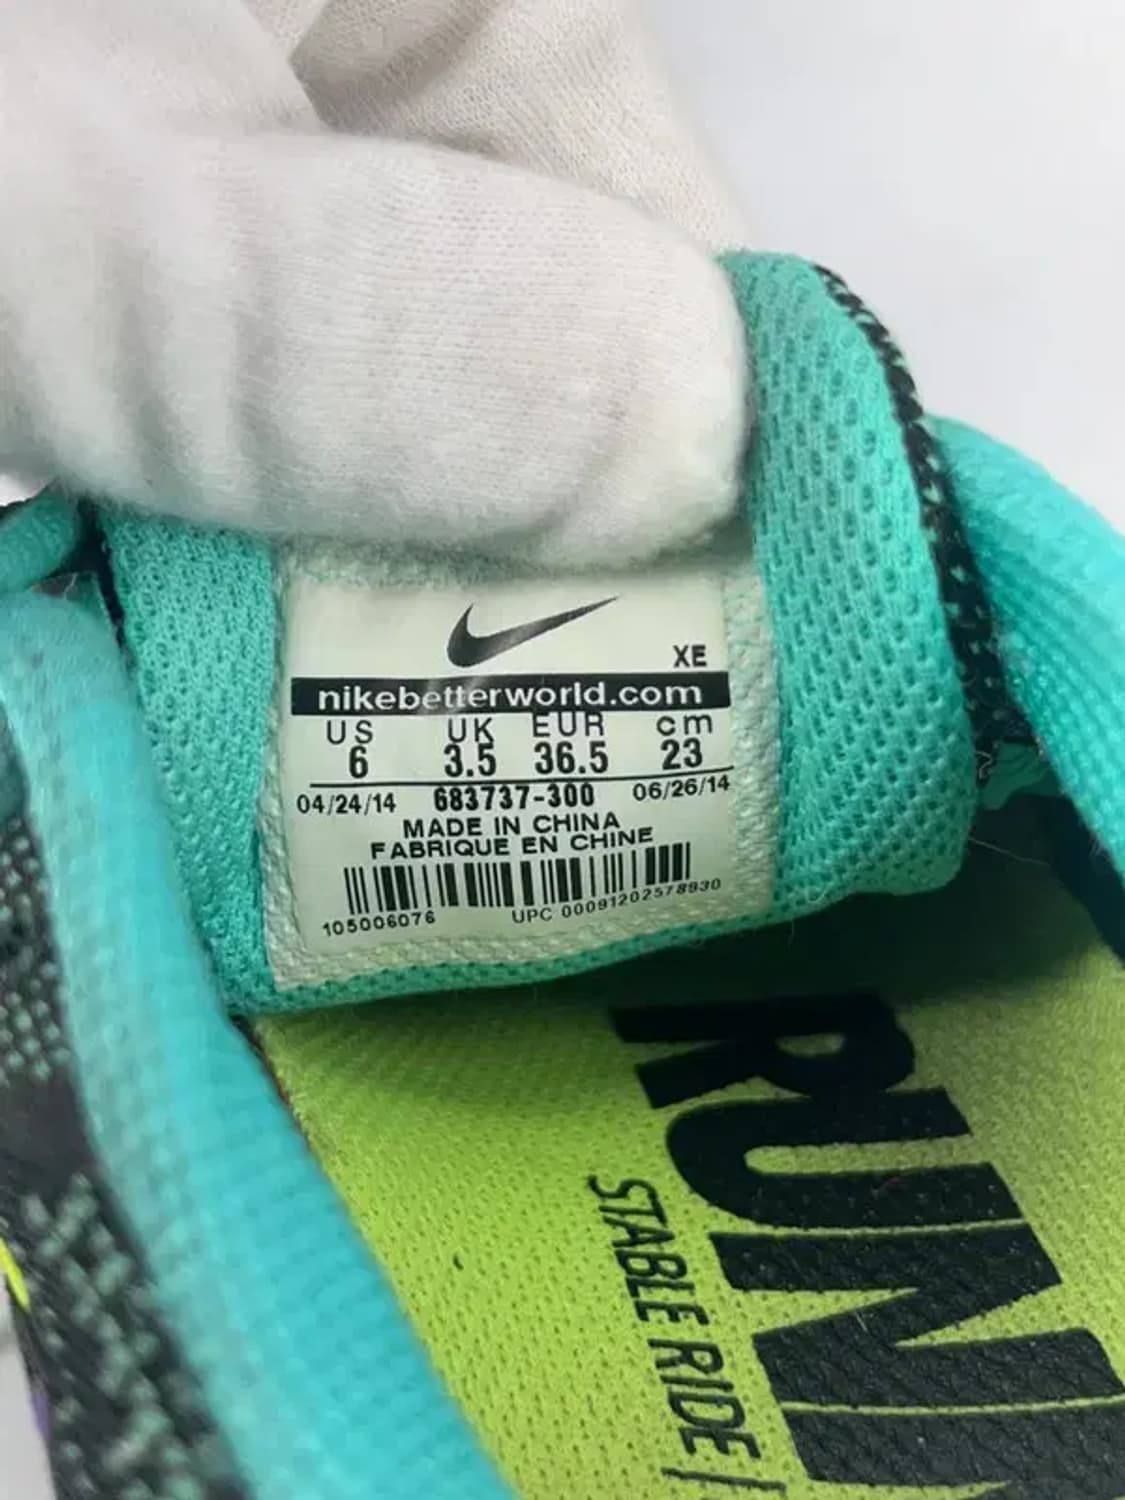 XE
nikebetterworld.com
US UK EUR cm
6 3.5 36.5 23
04/24/14 683737-300 06/26/14
MADE IN CHINA
FABRIQUE EN CHINE
105006076 UPC 00091202578930
RUN
STABLE RIDE |